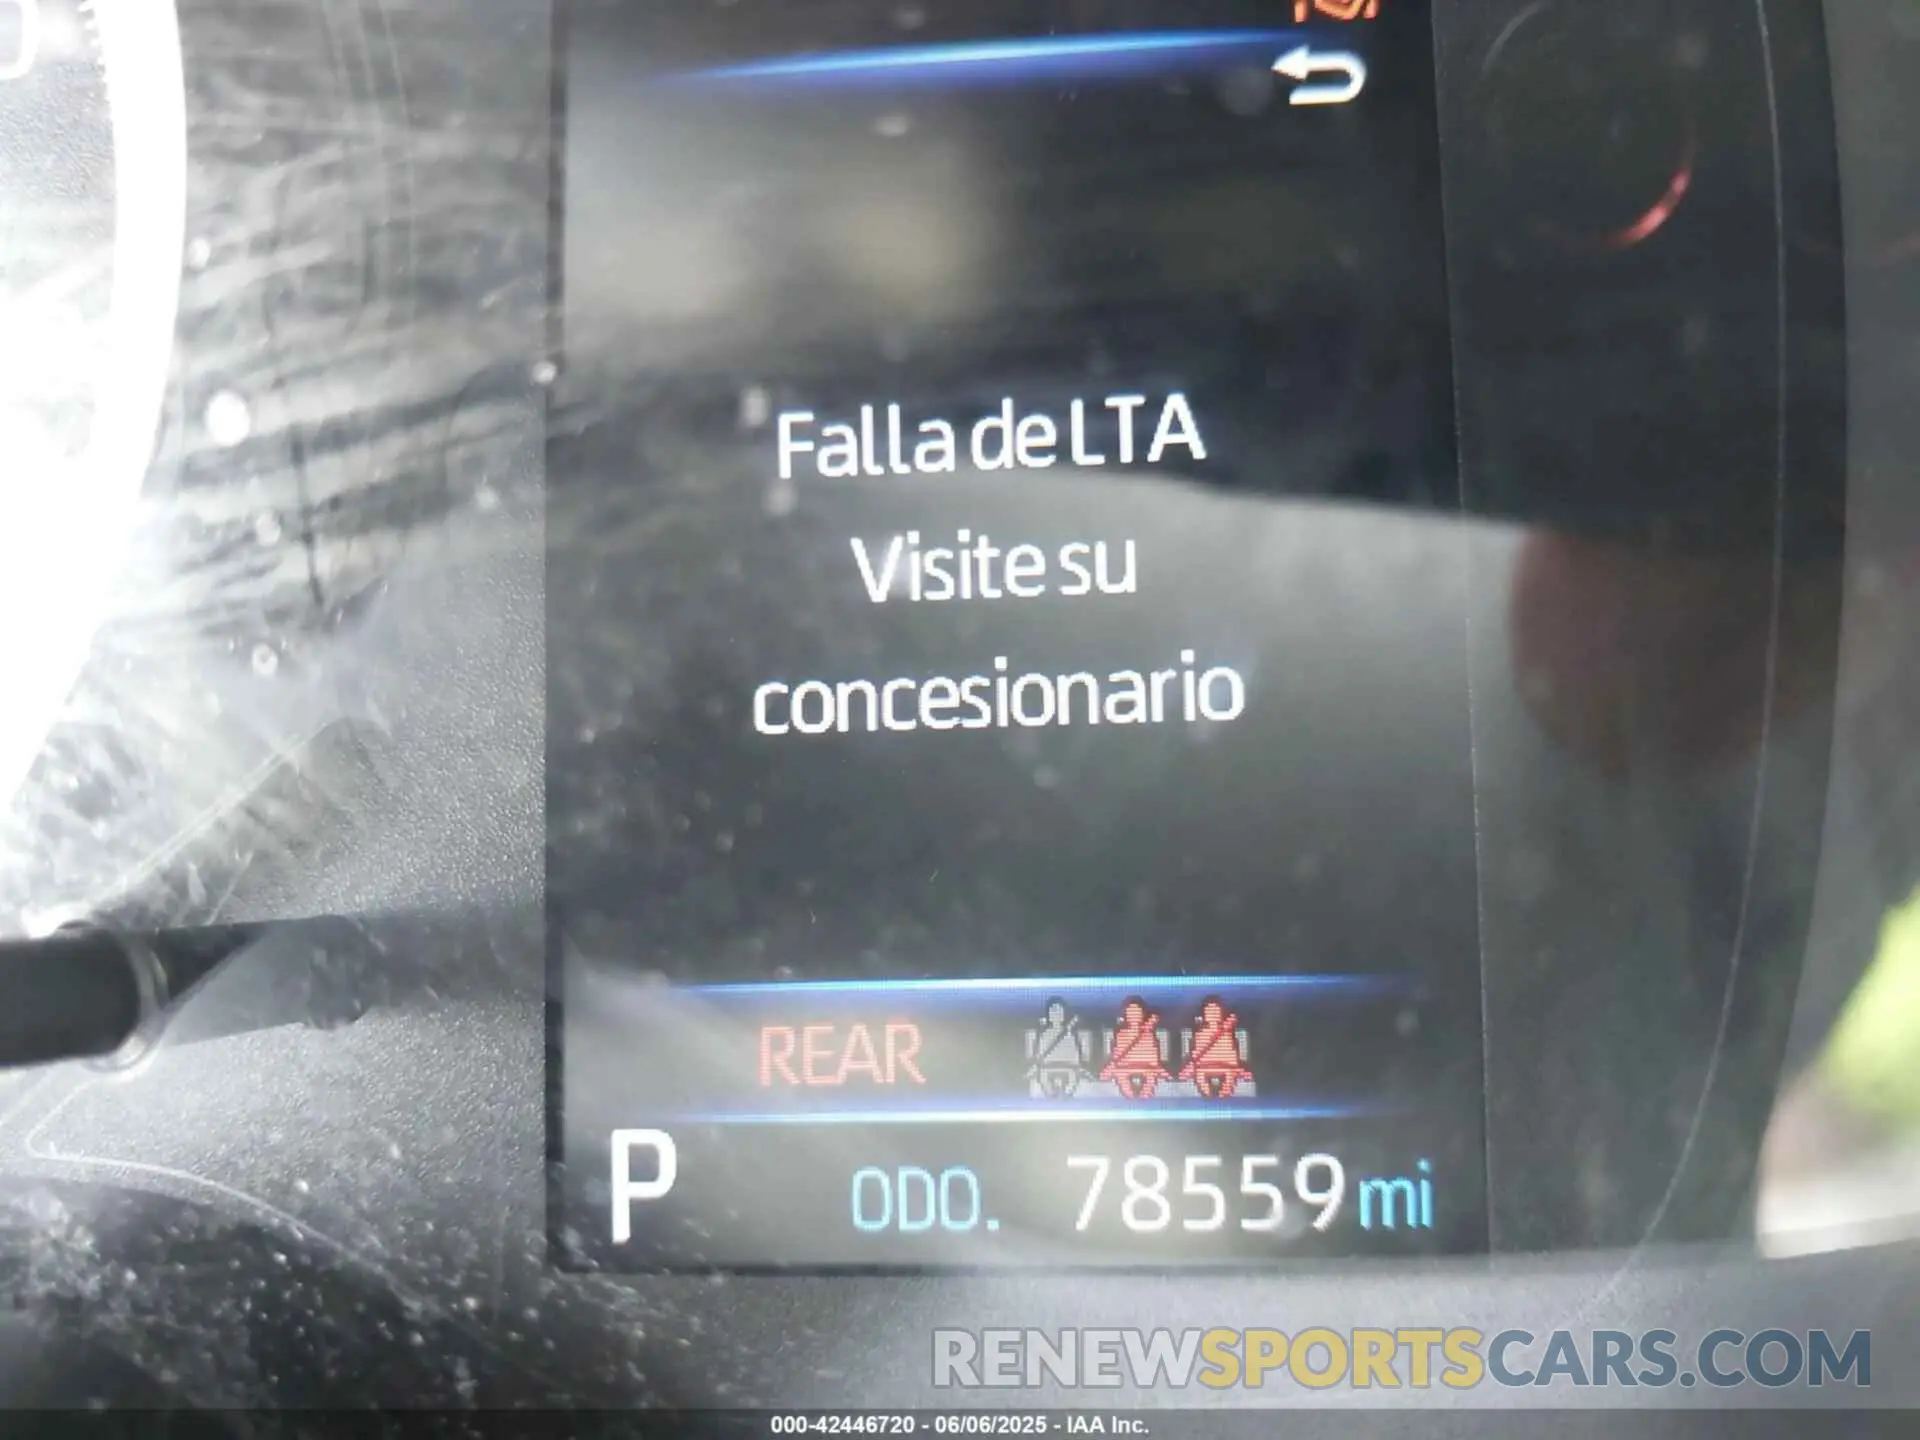 Falla de LTA
Visite su
concesionario
REAR
P ODO. 78559 mi
RENEWSPORTSCARS.COM
000-42446720 - 06/06/2025 - IAA Inc.